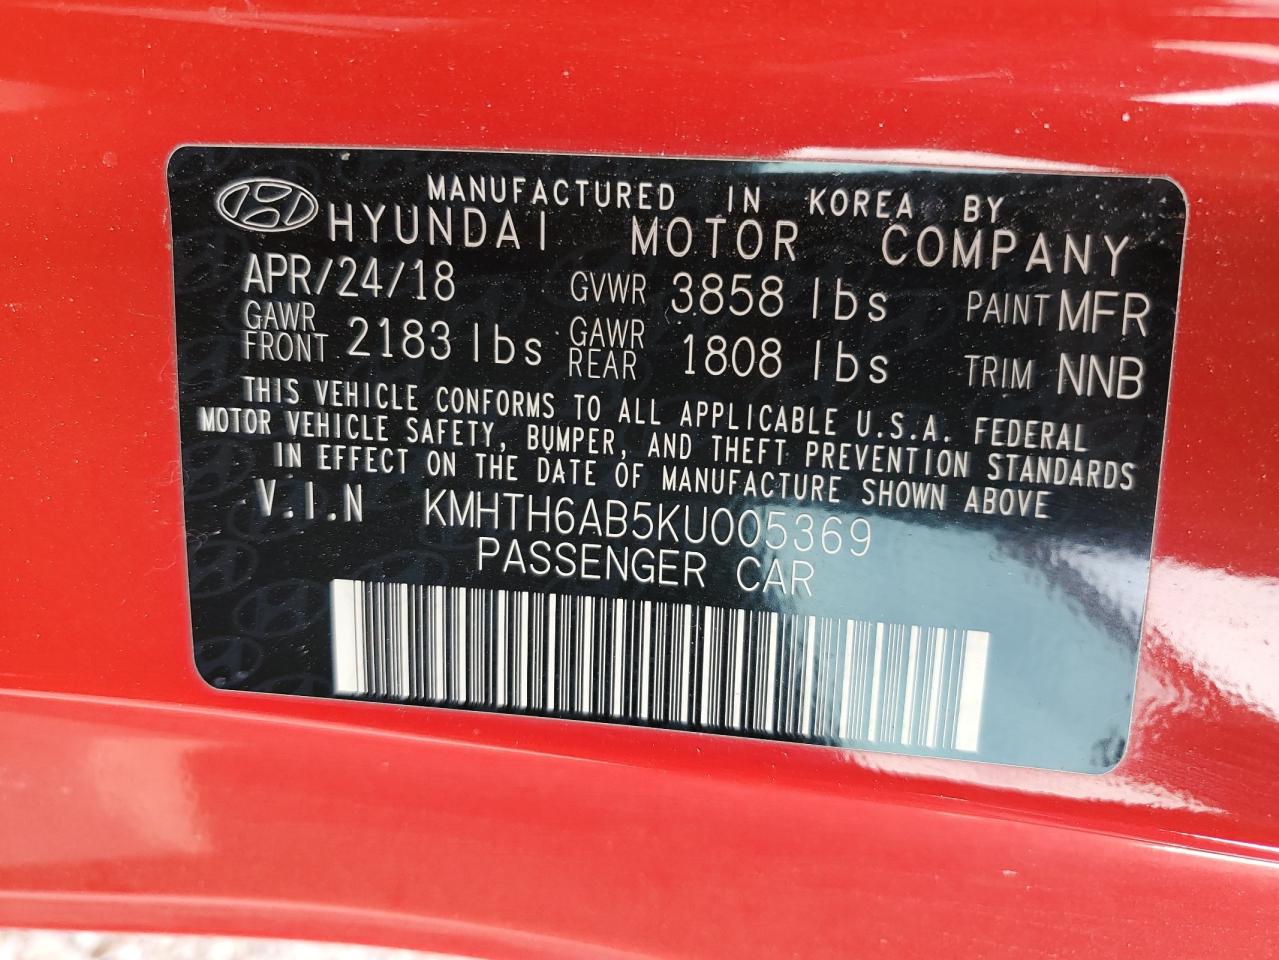 MANUFACTURED IN KOREA BY
HYUNDAI MOTOR COMPANY
APR/24/18 GVWR 3858 lbs PAINT MFR
GAWR FRONT 2183 lbs GAWR REAR 1808 lbs TRIM NNB
THIS VEHICLE CONFORMS TO ALL APPLICABLE U.S.A. FEDERAL
MOTOR VEHICLE SAFETY, BUMPER, AND THEFT PREVENTION STANDARDS
IN EFFECT ON THE DATE OF MANUFACTURE SHOWN ABOVE
V.I.N KMHTH6AB5KU005369
PASSENGER CAR